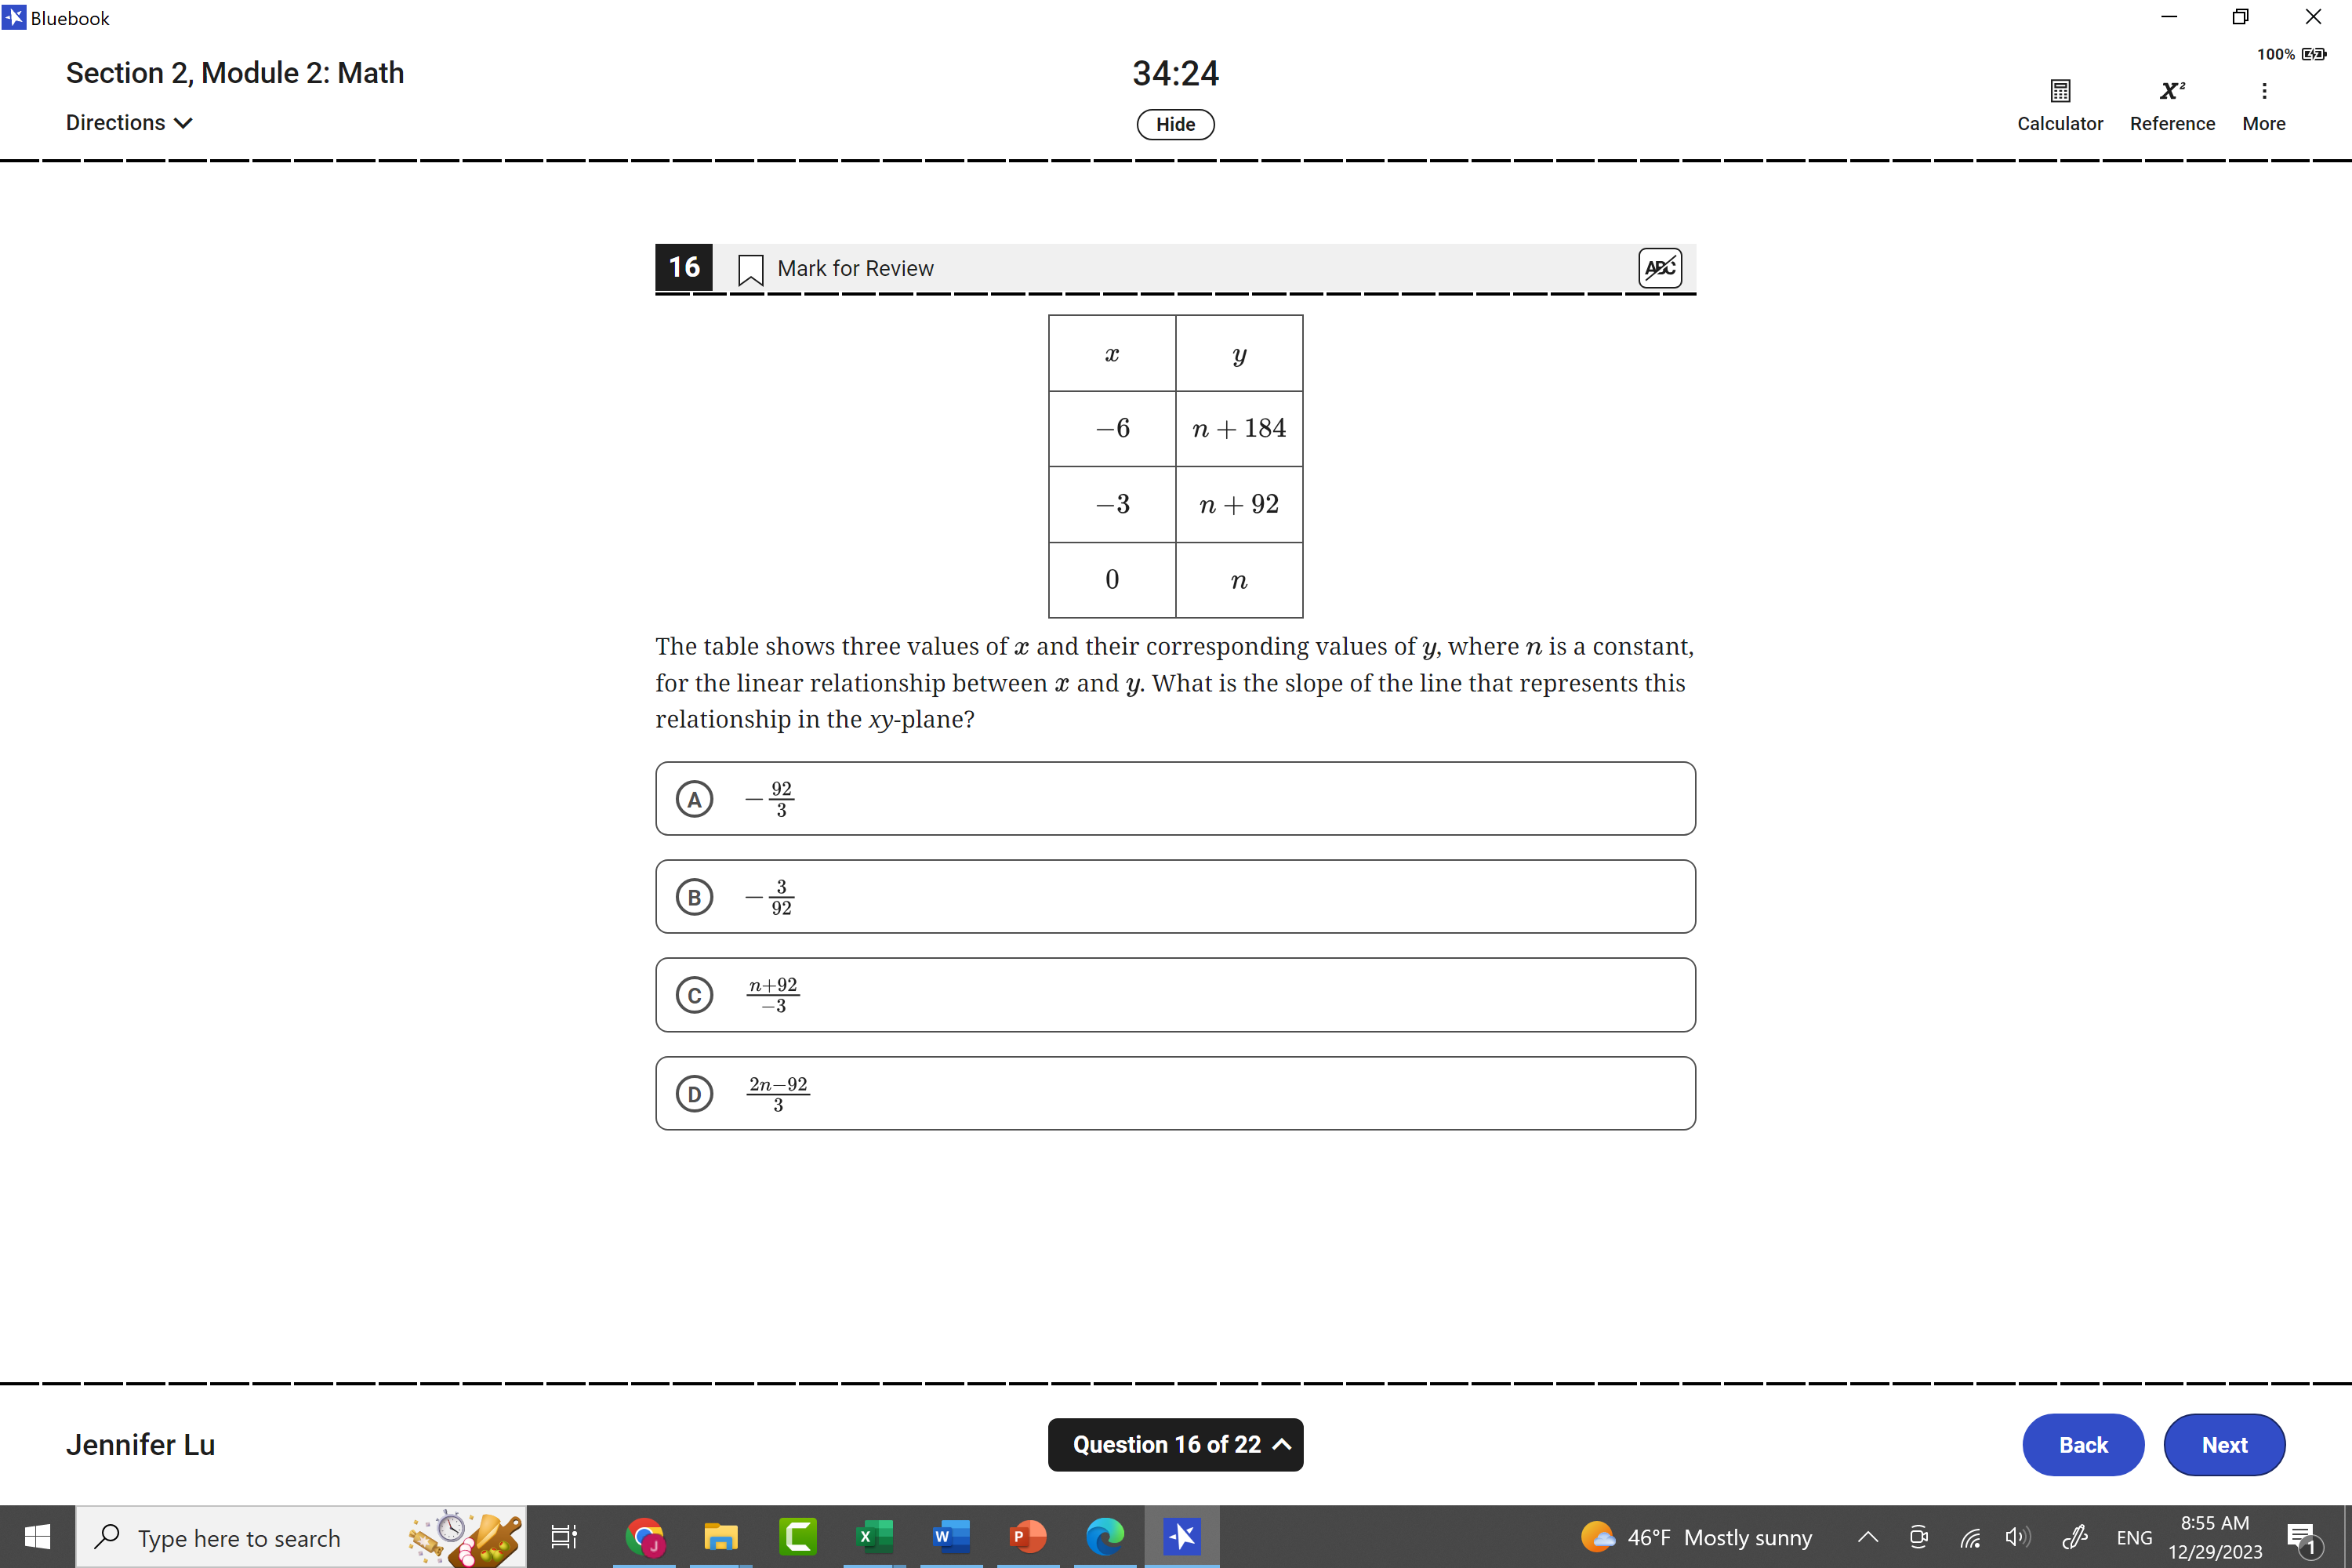 Bluebook
100%
Section 2, Module 2: Math
34:24
Directions
Hide
Calculator
x²
Reference
More
16
Mark for Review
ABC
x y
−6 n + 184
−3 n + 92
0 n
The table shows three values of x and their corresponding values of y, where n is a constant,
for the linear relationship between x and y. What is the slope of the line that represents this
relationship in the xy-plane?
A −92/3
B −3/92
C n+92/−3
D 2n−92/3
Jennifer Lu
Question 16 of 22
Back
Next
Type here to search
J
X
W
P
46°F Mostly sunny
ENG
8:55 AM
12/29/2023
1